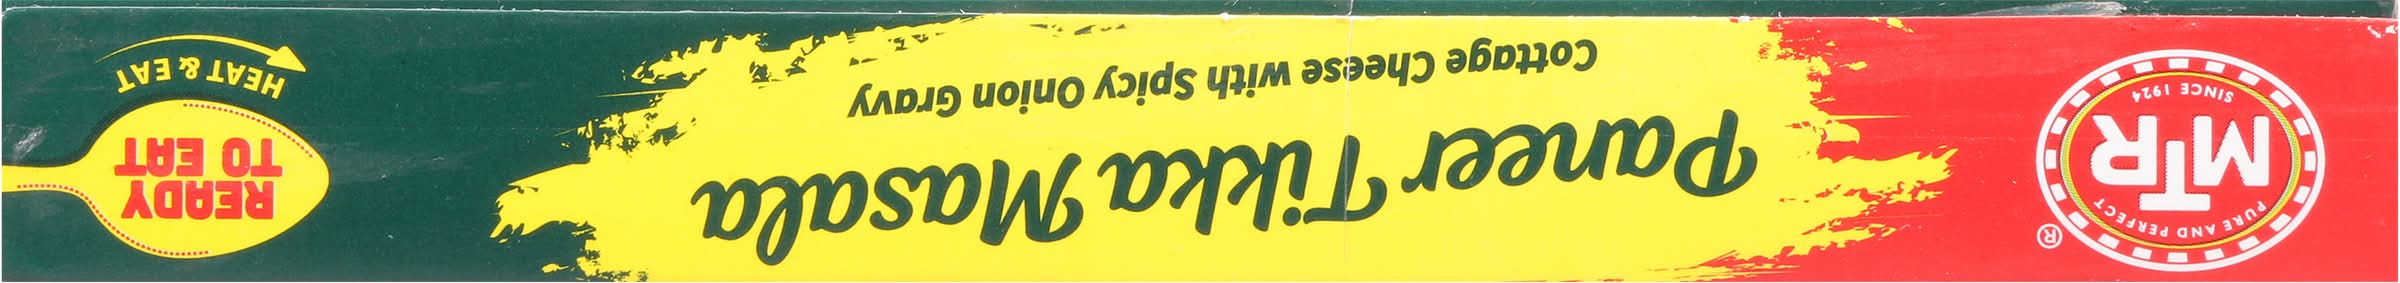 PURE AND PERFECT
MTR
SINCE 1924
®
Paneer Tikka Masala
Cottage Cheese with Spicy Onion Gravy
READY
TO EAT
HEAT & EAT